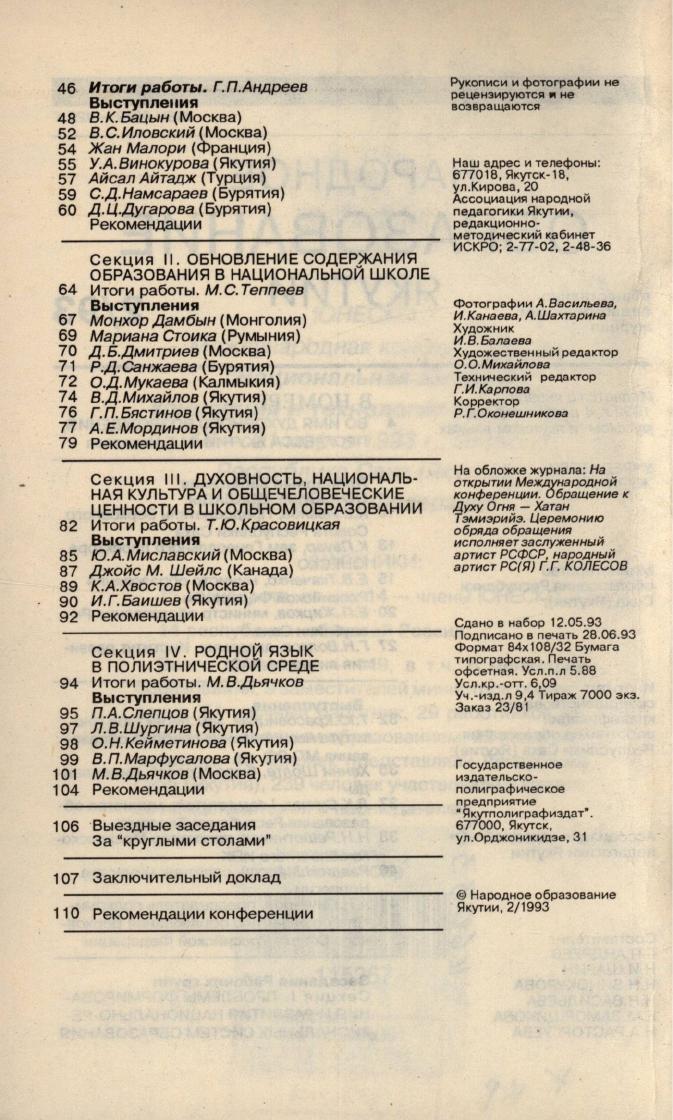 46 Итоги работы. Г.П.Андреев
Выступления
48 В.К.Бацын (Москва)
52 В.С.Иловский (Москва)
54 Жан Малори (Франция)
55 У.А.Винокурова (Якутия)
57 Айсал Айтадж (Турция)
59 С.Д.Намсараев (Бурятия)
60 Д.Ц.Дугарова (Бурятия)
Рекомендации
Секция II. ОБНОВЛЕНИЕ СОДЕРЖАНИЯ
ОБРАЗОВАНИЯ В НАЦИОНАЛЬНОЙ ШКОЛЕ
64 Итоги работы. М.С.Теппеев
Выступления
67 Монхор Дамбын (Монголия)
69 Мариана Стоика (Румыния)
70 Д.Б.Дмитриев (Москва)
71 Р.Д.Санжаева (Бурятия)
72 О.Д.Мукаева (Калмыкия)
74 В.Д.Михайлов (Якутия)
76 Г.П.Бястинов (Якутия)
77 А.Е.Мординов (Якутия)
79 Рекомендации
Секция III. ДУХОВНОСТЬ, НАЦИОНАЛЬ-
НАЯ КУЛЬТУРА И ОБЩЕЧЕЛОВЕЧЕСКИЕ
ЦЕННОСТИ В ШКОЛЬНОМ ОБРАЗОВАНИИ
82 Итоги работы. Т.Ю.Красовицкая
Выступления
85 Ю.А.Миславский (Москва)
87 Джойс М. Шейлс (Канада)
89 К.А.Хвостов (Москва)
90 И.Г.Баишев (Якутия)
92 Рекомендации
Секция IV. РОДНОЙ ЯЗЫК
В ПОЛИЭТНИЧЕСКОЙ СРЕДЕ
94 Итоги работы. М.В.Дьячков
Выступления
95 П.А.Слепцов (Якутия)
97 Л.В.Шургина (Якутия)
98 О.Н.Кейметинова (Якутия)
99 В.П.Марфусалова (Якутия)
101 М.В.Дьячков (Москва)
104 Рекомендации
106 Выездные заседания
За "круглыми столами"
107 Заключительный доклад
110 Рекомендации конференции
Рукописи и фотографии не
рецензируются и не
возвращаются
Наш адрес и телефоны:
677018, Якутск-18,
ул.Кирова, 20
Ассоциация народной
педагогики Якутии,
редакционно-
методический кабинет
ИСКРО; 2-77-02, 2-48-36
Фотографии А.Васильева,
И.Канаева, А.Шахтарина
Художник
И.В.Балаева
Художественный редактор
О.О.Михайлова
Технический редактор
Г.И.Карпова
Корректор
Р.Г.Оконешникова
На обложке журнала: На
открытии Международной
конференции. Обращение к
Духу Огня — Хатан
Тэмиэрийэ. Церемонию
обряда обращения
исполняет заслуженный
артист РСФСР, народный
артист РС(Я) Г.Г. КОЛЕСОВ
Сдано в набор 12.05.93
Подписано в печать 28.06.93
Формат 84х108/32 Бумага
типографская. Печать
офсетная. Усл.п.л 5.88
Усл.кр.-отт. 6,09
Уч.-изд.л 9,4 Тираж 7000 экз.
Заказ 23/81
Государственное
издательско-
полиграфическое
предприятие
"Якутполиграфиздат".
677000, Якутск,
ул.Орджоникидзе, 31
© Народное образование
Якутии, 2/1993